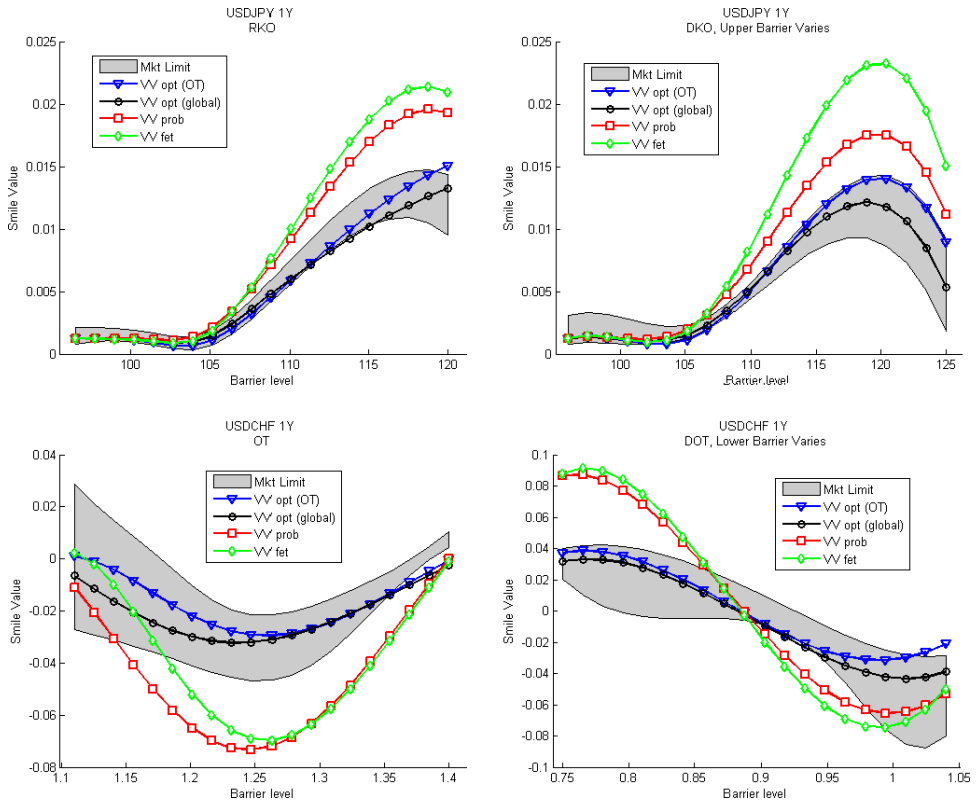 USDJPY 1Y
RKO
0.025
0.02
0.015
0.01
0.005
0
Smile Value
Mkt Limit
VV opt (OT)
VV opt (global)
VV prob
VV fet
100
105
110
115
120
Barrier level
USDJPY 1Y
DKO, Upper Barrier Varies
0.025
0.02
0.015
0.01
0.005
0
Smile Value
Mkt Limit
VV opt (OT)
VV opt (global)
VV prob
VV fet
100
105
110
115
120
125
Barrier level
USDCHF 1Y
OT
0.04
0.02
0
-0.02
-0.04
-0.06
-0.08
Smile Value
Mkt Limit
VV opt (OT)
VV opt (global)
VV prob
VV fet
1.1
1.15
1.2
1.25
1.3
1.35
1.4
Barrier level
USDCHF 1Y
DOT, Lower Barrier Varies
0.1
0.08
0.06
0.04
0.02
0
-0.02
-0.04
-0.06
-0.08
-0.1
Smile Value
Mkt Limit
VV opt (OT)
VV opt (global)
VV prob
VV fet
0.75
0.8
0.85
0.9
0.95
1
1.05
Barrier level